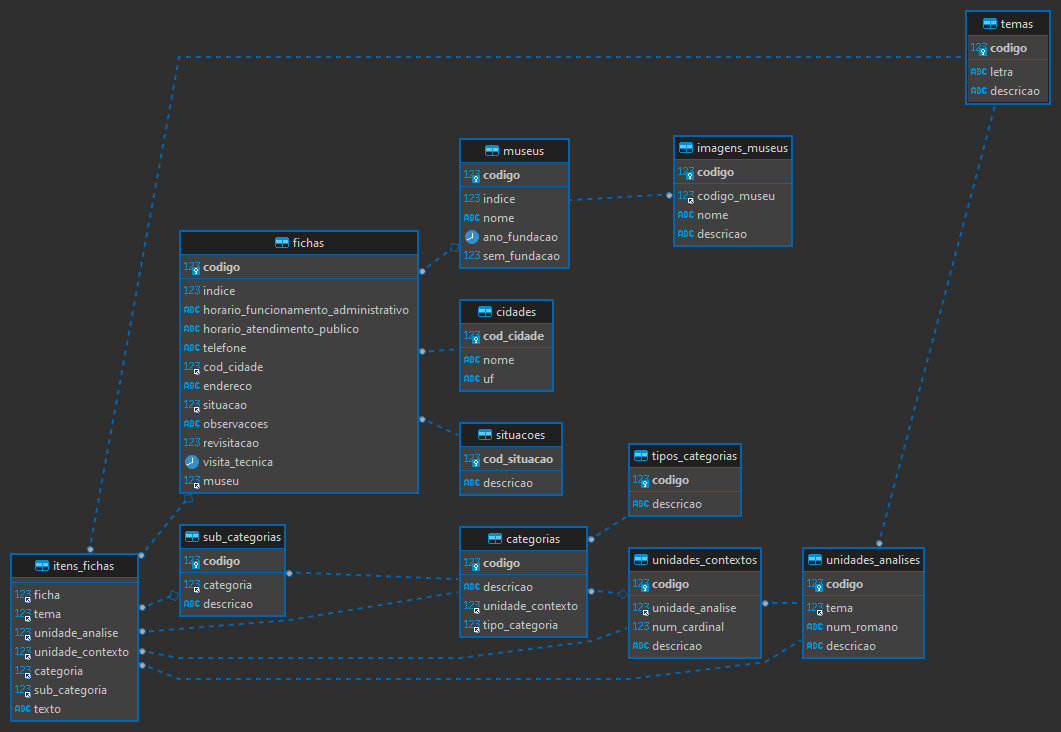 temas
123 codigo
ABC letra
ABC descricao
museus
123 codigo
123 indice
ABC nome
ano_fundacao
123 sem_fundacao
imagens_museus
123 codigo
123 codigo_museu
ABC nome
ABC descricao
fichas
123 codigo
123 indice
ABC horario_funcionamento_administrativo
ABC horario_atendimento_publico
ABC telefone
123 cod_cidade
ABC endereco
123 situacao
ABC observacoes
123 revisitacao
visita_tecnica
123 museu
cidades
123 cod_cidade
ABC nome
ABC uf
situacoes
123 cod_situacao
ABC descricao
tipos_categorias
123 codigo
ABC descricao
sub_categorias
123 codigo
123 categoria
ABC descricao
categorias
123 codigo
ABC descricao
123 unidade_contexto
123 tipo_categoria
unidades_contextos
123 codigo
123 unidade_analise
123 num_cardinal
ABC descricao
unidades_analises
123 codigo
123 tema
ABC num_romano
ABC descricao
itens_fichas
123 ficha
123 tema
123 unidade_analise
123 unidade_contexto
123 categoria
123 sub_categoria
ABC texto